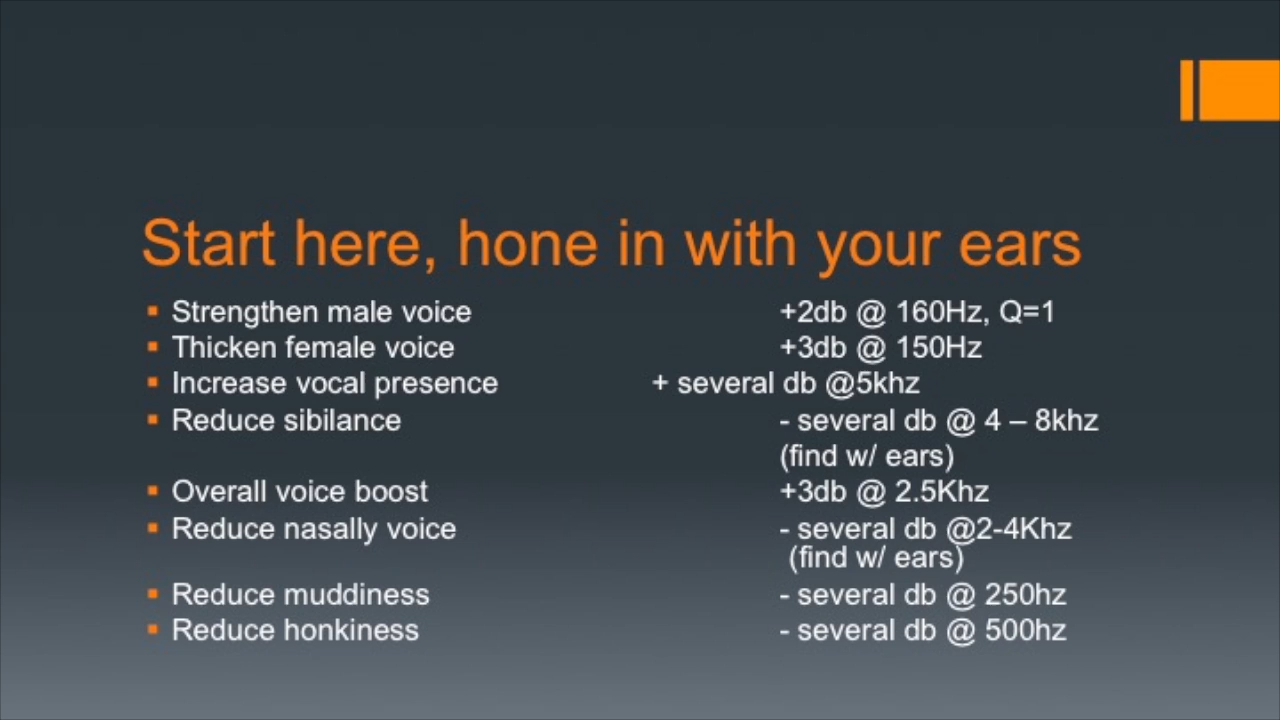 Start here, hone in with your ears
▪ Strengthen male voice +2db @ 160Hz, Q=1
▪ Thicken female voice +3db @ 150Hz
▪ Increase vocal presence + several db @5khz
▪ Reduce sibilance - several db @ 4 – 8khz
(find w/ ears)
▪ Overall voice boost +3db @ 2.5Khz
▪ Reduce nasally voice - several db @2-4Khz
(find w/ ears)
▪ Reduce muddiness - several db @ 250hz
▪ Reduce honkiness - several db @ 500hz